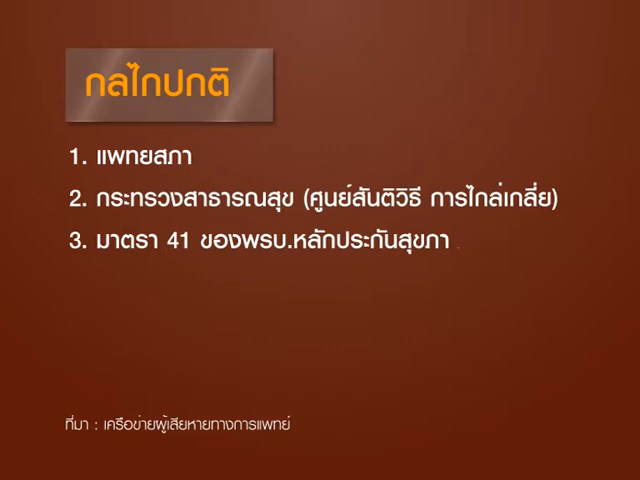 กลไกปกติ
1. แพทยสภา
2. กระทรวงสาธารณสุข (ศูนย์สันติวิธี การไกล่เกลี่ย)
3. มาตรา 41 ของพรบ.หลักประกันสุขภา
ที่มา : เครือข่ายผู้เสียหายทางการแพทย์